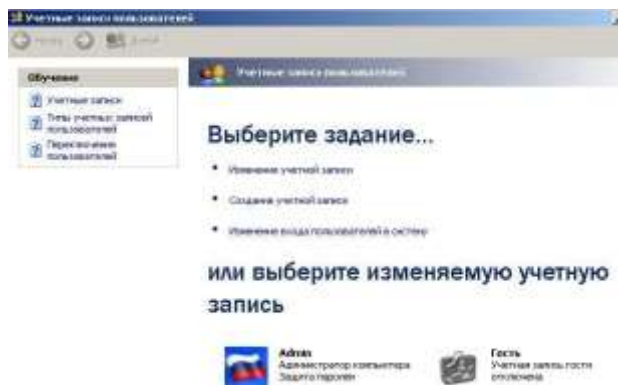 Учетные записи пользователей
Назад
Домой
Обучение
Учетные записи
Типы учетных записей
пользователей
Переключение
пользователей
Учетные записи пользователей
Выберите задание...
Изменение учетной записи
Создание учетной записи
Изменение входа пользователей в систему
или выберите изменяемую учетную
запись
Admin
Администратор компьютера
Защита паролем
Гость
Учетная запись гостя
отключена